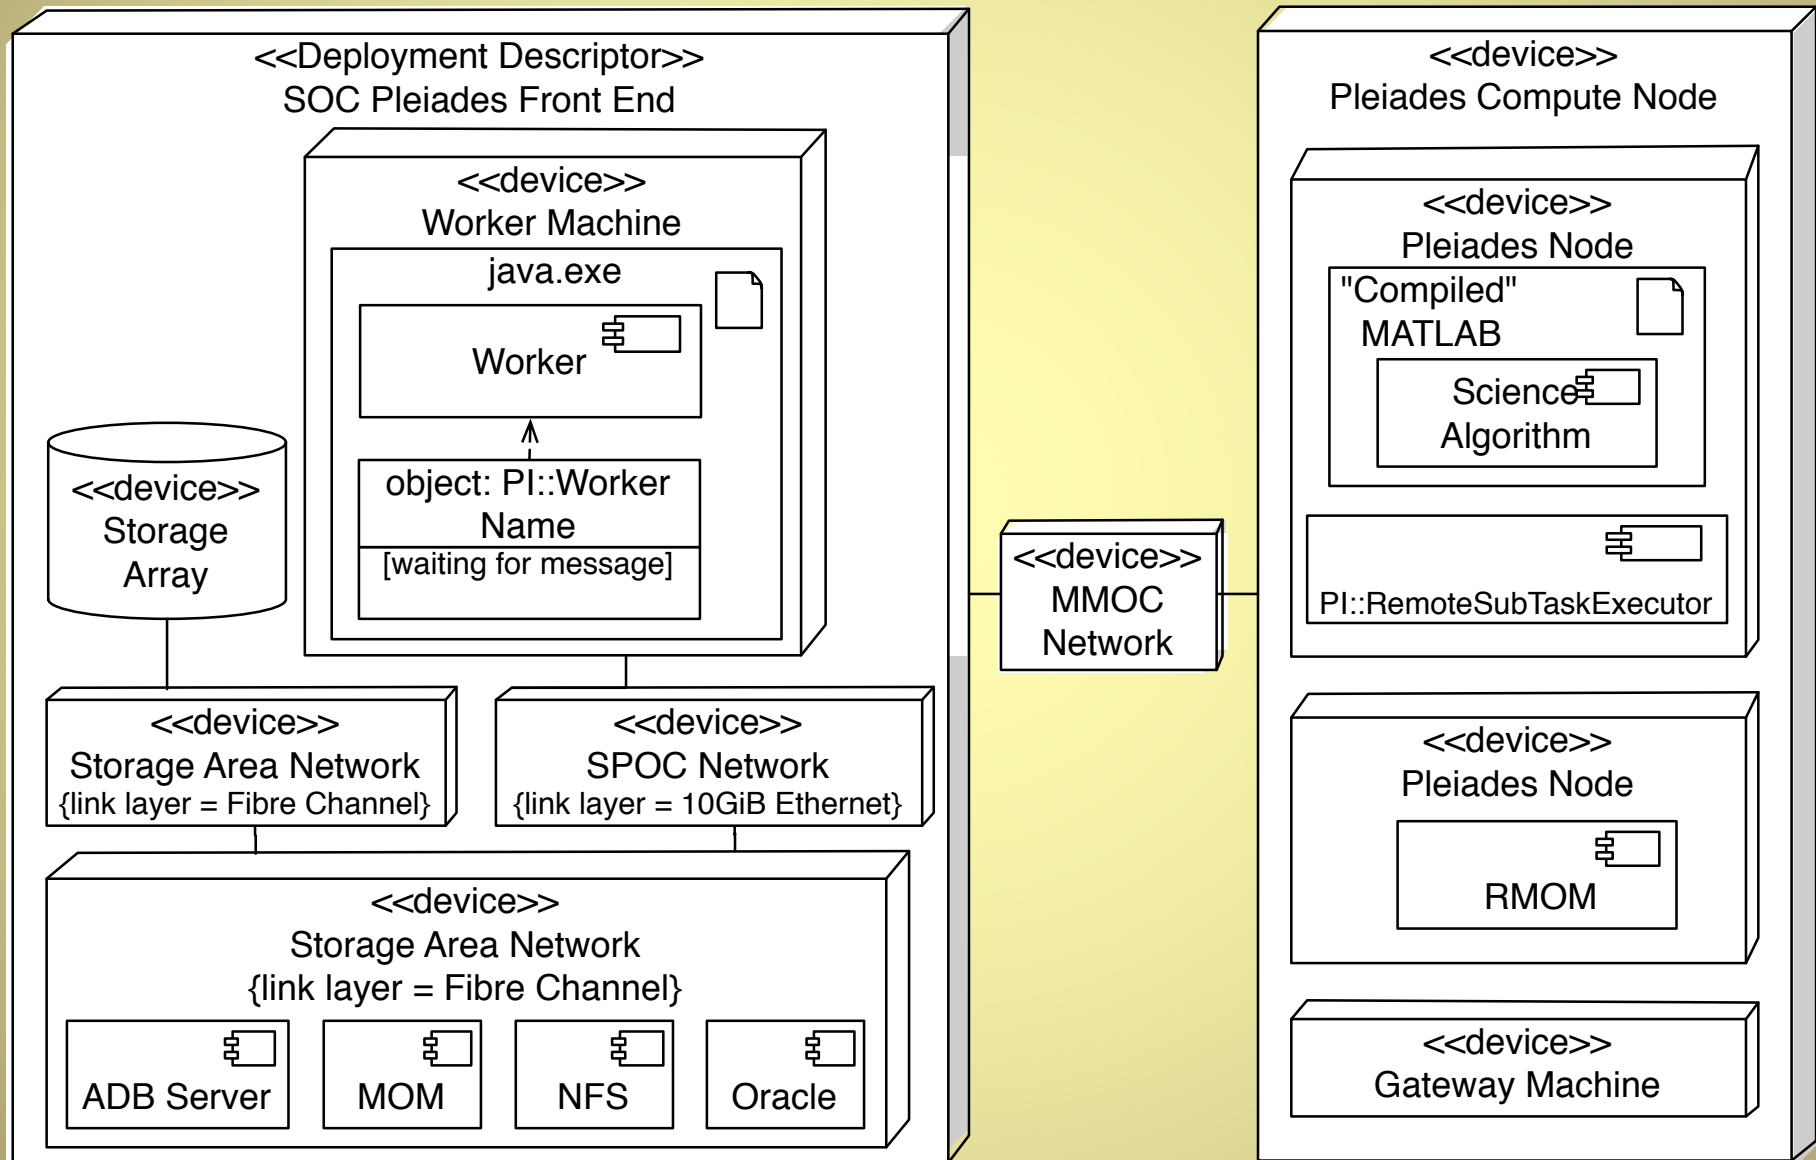 <<Deployment Descriptor>>
SOC Pleiades Front End
<<device>>
Worker Machine
java.exe
Worker
object: PI::Worker
Name
[waiting for message]
<<device>>
Storage
Array
<<device>>
Storage Area Network
{link layer = Fibre Channel}
<<device>>
SPOC Network
{link layer = 10GiB Ethernet}
<<device>>
Storage Area Network
{link layer = Fibre Channel}
ADB Server
MOM
NFS
Oracle
<<device>>
MMOC
Network
<<device>>
Pleiades Compute Node
<<device>>
Pleiades Node
"Compiled"
MATLAB
Science
Algorithm
PI::RemoteSubTaskExecutor
<<device>>
Pleiades Node
RMOM
<<device>>
Gateway Machine